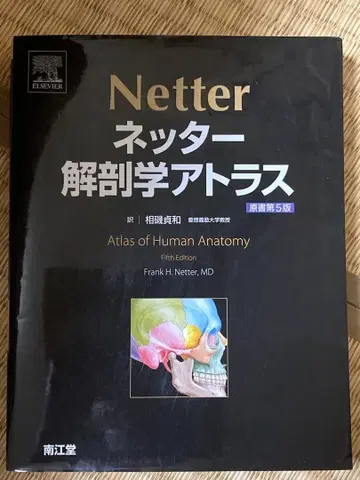 ELSEVIER
Netter
ネッター
解剖学アトラス
原書第5版
訳 相磯貞和 慶應義塾大学教授
Atlas of Human Anatomy
Fifth Edition
Frank H. Netter, MD
南江堂